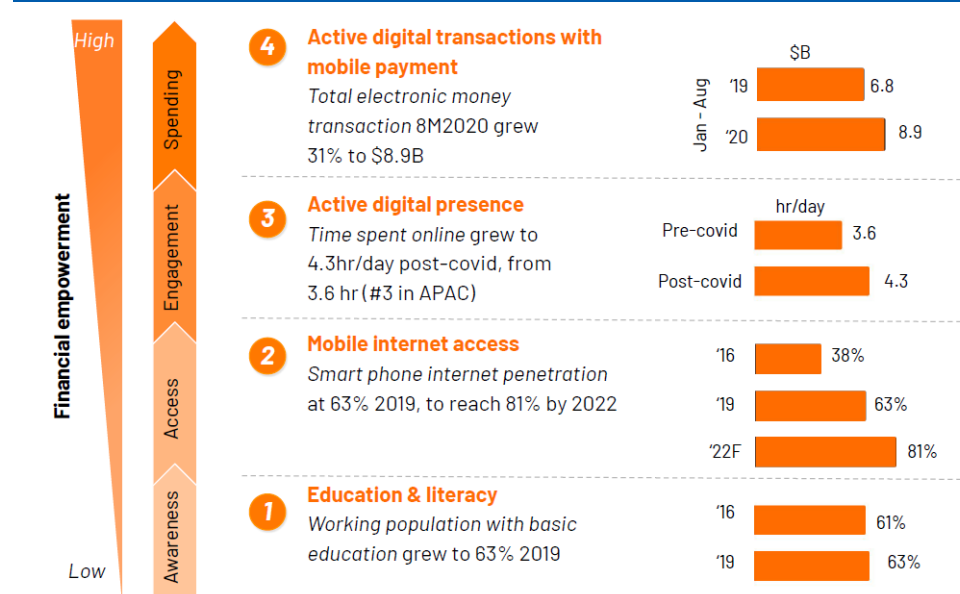 High
Financial empowerment
Low
Spending
Engagement
Access
Awareness
4
Active digital transactions with
mobile payment
Total electronic money
transaction 8M2020 grew
31% to $8.9B
$B
Jan - Aug
‘19
6.8
‘20
8.9
3
Active digital presence
Time spent online grew to
4.3hr/day post-covid, from
3.6 hr (#3 in APAC)
hr/day
Pre-covid
3.6
Post-covid
4.3
2
Mobile internet access
Smart phone internet penetration
at 63% 2019, to reach 81% by 2022
‘16
38%
‘19
63%
‘22F
81%
1
Education & literacy
Working population with basic
education grew to 63% 2019
‘16
61%
‘19
63%